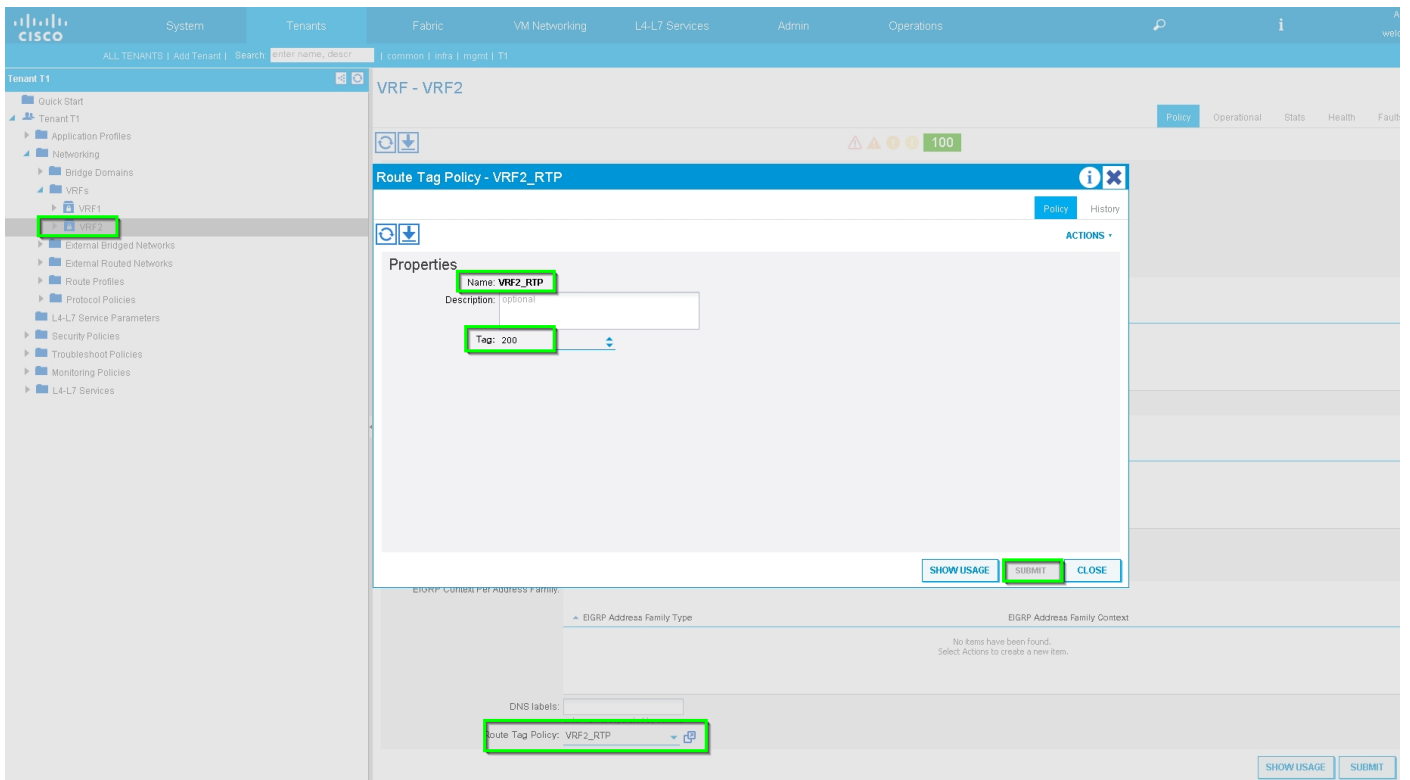 CISCO
System Tenants Fabric VM Networking L4-L7 Services Admin Operations i
ALL TENANTS | Add Tenant | Search: enter name, descr | common | infra | mgmt | T1
Tenant T1
Quick Start
Tenant T1
Application Profiles
Networking
Bridge Domains
VRFs
VRF1
VRF2
External Bridged Networks
External Routed Networks
Route Profiles
Protocol Policies
L4-L7 Service Parameters
Security Policies
Troubleshoot Policies
Monitoring Policies
L4-L7 Services
VRF - VRF2
Policy Operational Stats Health Faults
100
Route Tag Policy - VRF2_RTP
i
Policy History
ACTIONS
Properties
Name: VRF2_RTP
Description: optional
Tag: 200
SHOW USAGE SUBMIT CLOSE
EIGRP Context Per Address Family:
EIGRP Address Family Type EIGRP Address Family Context
No items have been found.
Select Actions to create a new item.
DNS labels:
Route Tag Policy: VRF2_RTP
SHOW USAGE SUBMIT